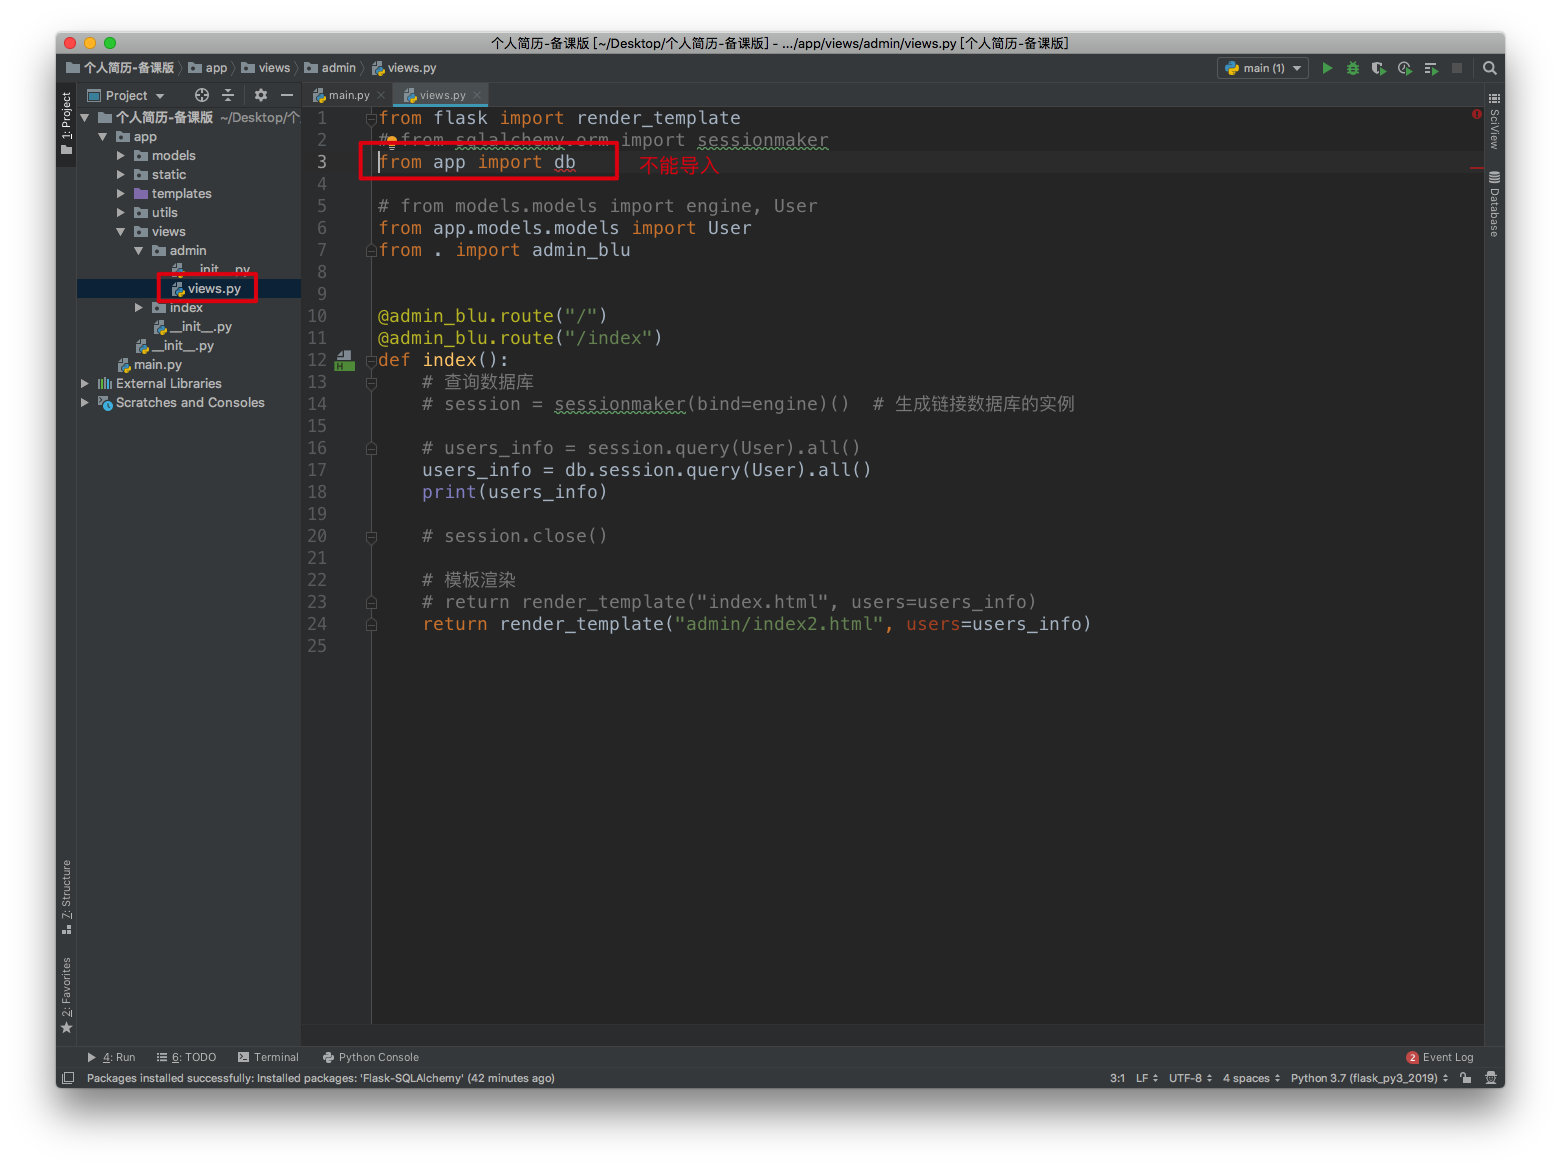 个人简历-备课版 [~/Desktop/个人简历-备课版] - .../app/views/admin/views.py [个人简历-备课版]
个人简历-备课版 app views admin views.py
main (1)
Project
main.py
views.py
1: Project
7: Structure
2: Favorites
SciView
Database
个人简历-备课版 ~/Desktop/个
app
models
static
templates
utils
views
admin
__init__.py
views.py
index
__init__.py
__init__.py
main.py
External Libraries
Scratches and Consoles
1 from flask import render_template
2 # from sqlalchemy.orm import sessionmaker
3 from app import db
不能导入
4
5 # from models.models import engine, User
6 from app.models.models import User
7 from . import admin_blu
8
9
10 @admin_blu.route("/")
11 @admin_blu.route("/index")
12 def index():
13 # 查询数据库
14 # session = sessionmaker(bind=engine)() # 生成链接数据库的实例
15
16 # users_info = session.query(User).all()
17 users_info = db.session.query(User).all()
18 print(users_info)
19
20 # session.close()
21
22 # 模板渲染
23 # return render_template("index.html", users=users_info)
24 return render_template("admin/index2.html", users=users_info)
25
4: Run 6: TODO Terminal Python Console 2 Event Log
Packages installed successfully: Installed packages: 'Flask-SQLAlchemy' (42 minutes ago) 3:1 LF UTF-8 4 spaces Python 3.7 (flask_py3_2019)